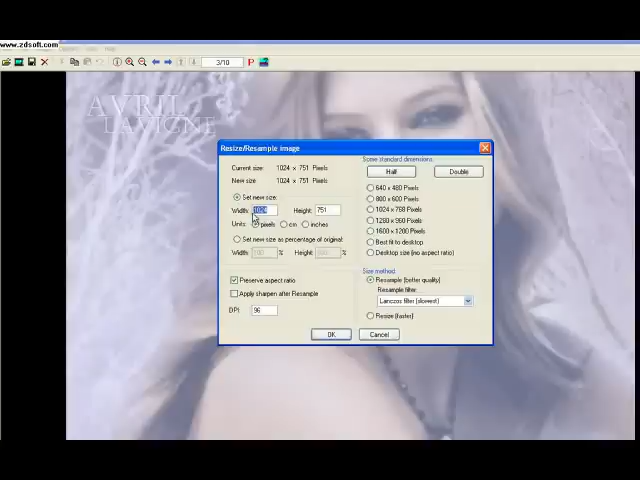 www.zdsoft.com
3/10
P
AVRIL
LAVIGNE
Resize/Resample image
Current size: 1024 x 751 Pixels
New size: 1024 x 751 Pixels
Set new size:
Width: 1024 Height: 751
Units: pixels cm inches
Set new size as percentage of original:
Width: 100 % Height: %
Preserve aspect ratio
Apply sharpen after Resample
DPI: 96
Some standard dimensions
Half Double
640 x 480 Pixels
800 x 600 Pixels
1024 x 768 Pixels
1280 x 960 Pixels
1600 x 1200 Pixels
Best fit to desktop
Desktop size (no aspect ratio)
Size method
Resample (better quality)
Resample filter:
Lanczos filter (slowest)
Resize (faster)
OK Cancel